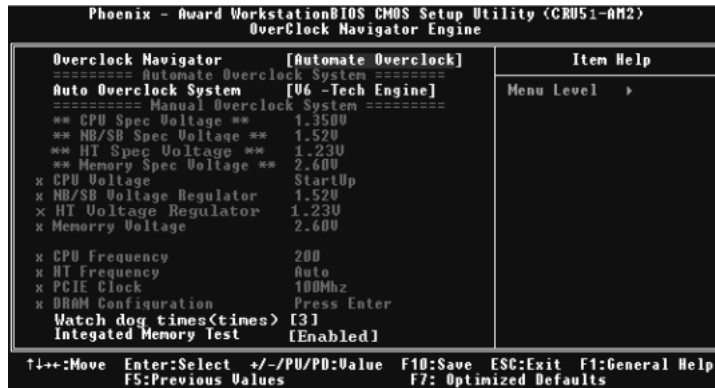 Phoenix - Award WorkstationBIOS CMOS Setup Utility (CRU51-AM2)
OverClock Navigator Engine
Overclock Navigator [Automate Overclock] Item Help
========= Automate Overclock System ========
Auto Overclock System [V6 -Tech Engine] Menu Level ▸
========== Manual Overclock System =========
** CPU Spec Voltage ** 1.350V
** NB/SB Spec Voltage ** 1.52V
** HT Spec Voltage ** 1.23V
** Memory Spec Voltage ** 2.60V
x CPU Voltage StartUp
x NB/SB Voltage Regulator 1.52V
x HT Voltage Regulator 1.23V
x Memorry Voltage 2.60V
x CPU Frequency 200
x HT Frequency Auto
x PCIE Clock 100Mhz
x DRAM Configuration Press Enter
Watch dog times(times) [3]
Integated Memory Test [Enabled]
↑↓→←:Move Enter:Select +/-/PU/PD:Value F10:Save ESC:Exit F1:General Help
F5:Previous Values F7: Optimized Defaults